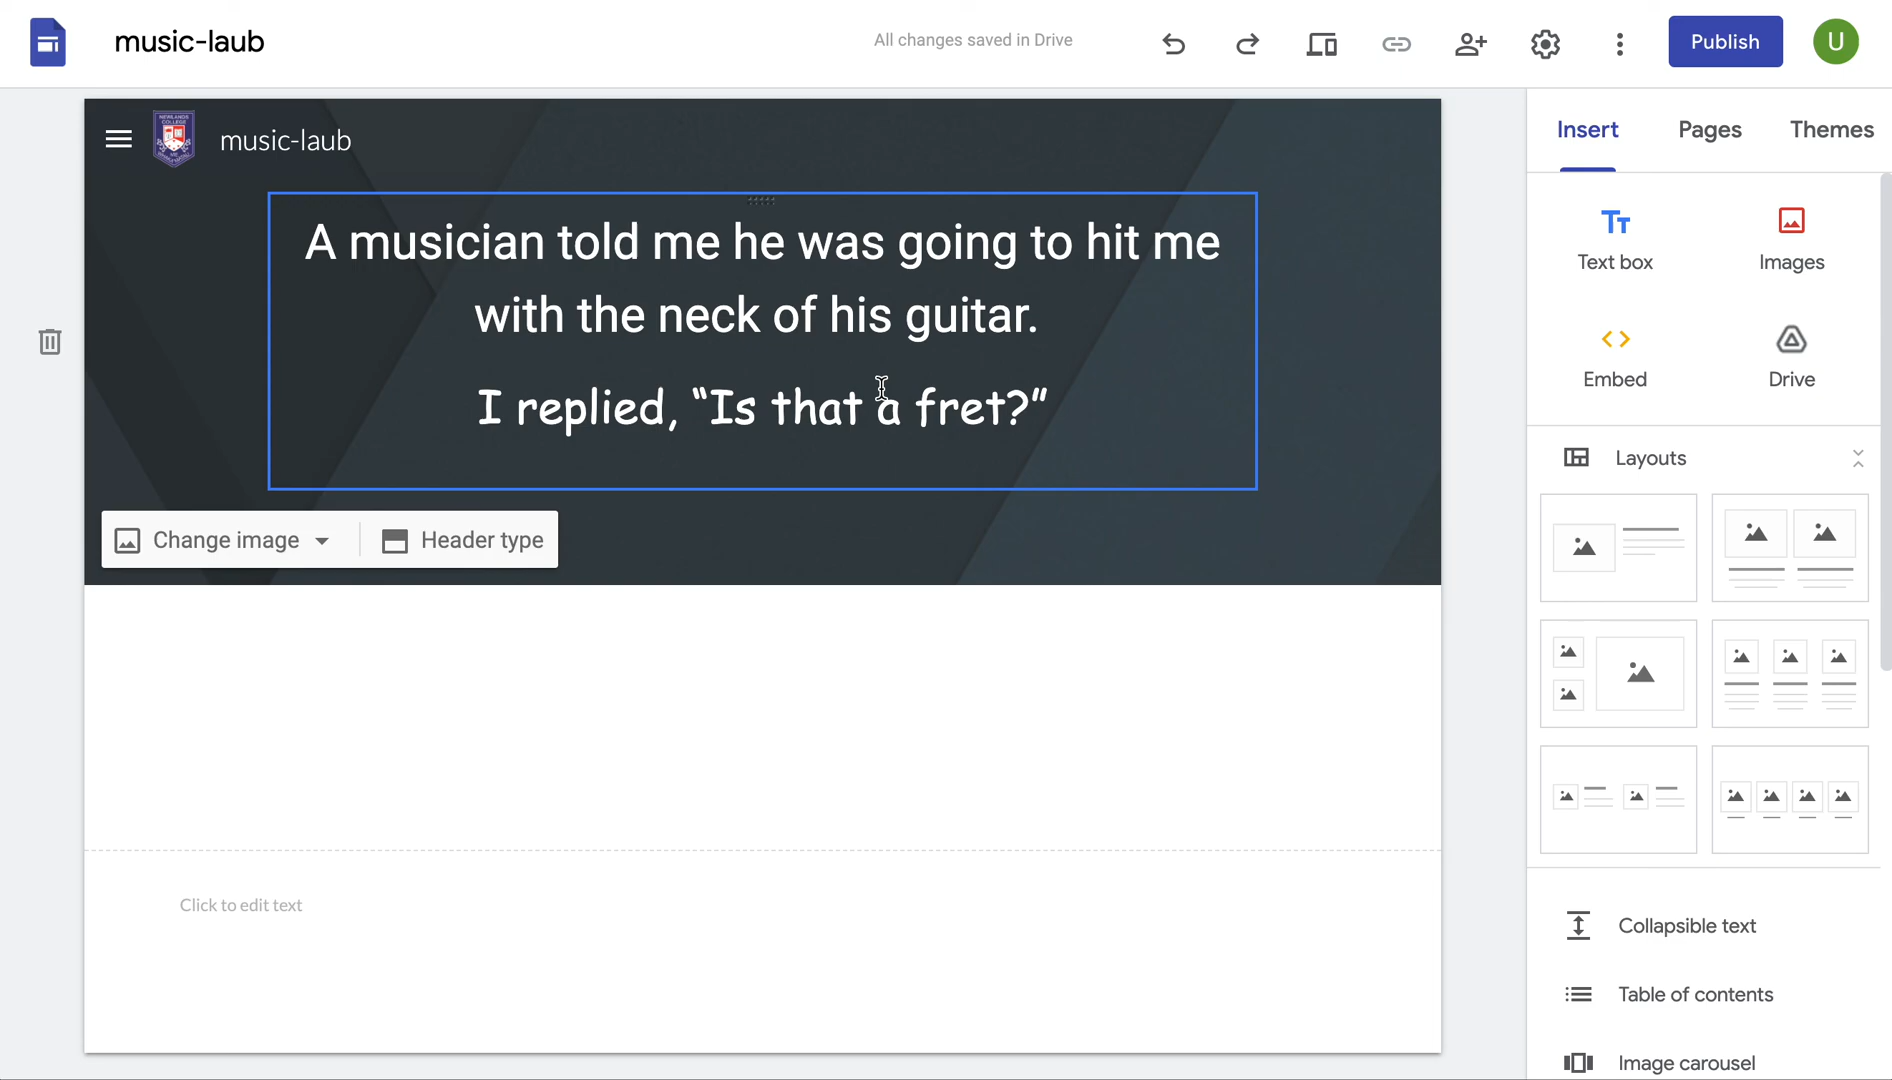 music-laub
All changes saved in Drive
Publish
U
NEWLANDS
COLLEGE
music-laub
A musician told me he was going to hit me
with the neck of his guitar.
I replied, “Is that a fret?”
Change image
Header type
Click to edit text
Insert
Pages
Themes
Text box
Images
Embed
Drive
Layouts
Collapsible text
Table of contents
Image carousel